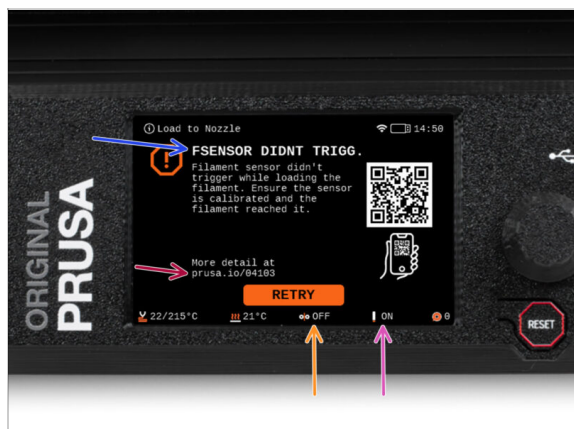 ORIGINAL
PRUSA
Load to Nozzle
14:50
FSENSOR DIDNT TRIGG.
Filament sensor didn't
trigger while loading the
filament. Ensure the sensor
is calibrated and the
filament reached it.
More detail at
prusa.io/04103
RETRY
22/215°C 21°C OFF ON 0
RESET